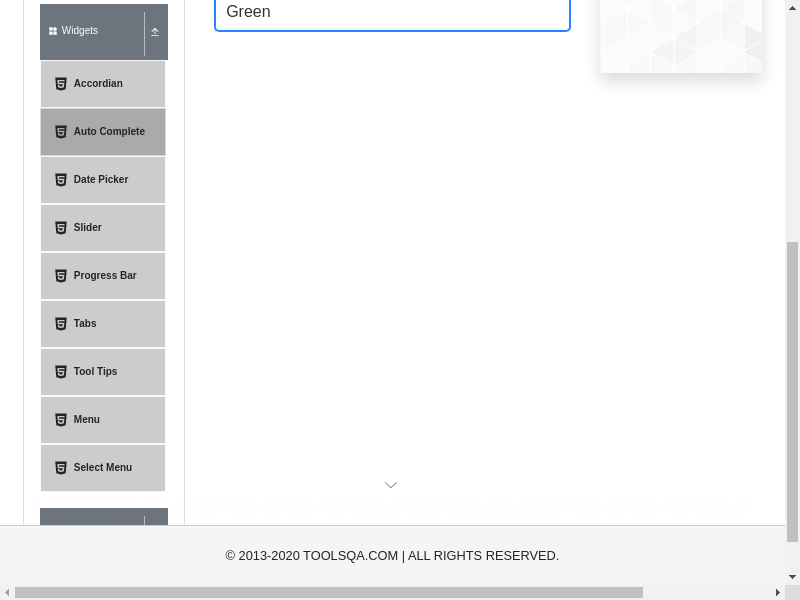 Green
Widgets
Accordian
Auto Complete
Date Picker
Slider
Progress Bar
Tabs
Tool Tips
Menu
Select Menu
© 2013-2020 TOOLSQA.COM | ALL RIGHTS RESERVED.